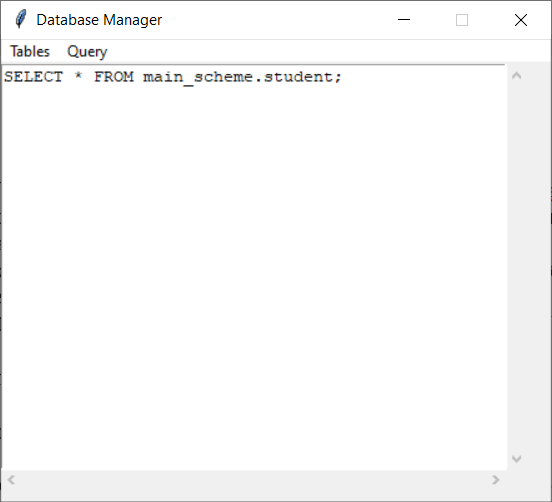 Database Manager
Tables Query
SELECT * FROM main_scheme.student;